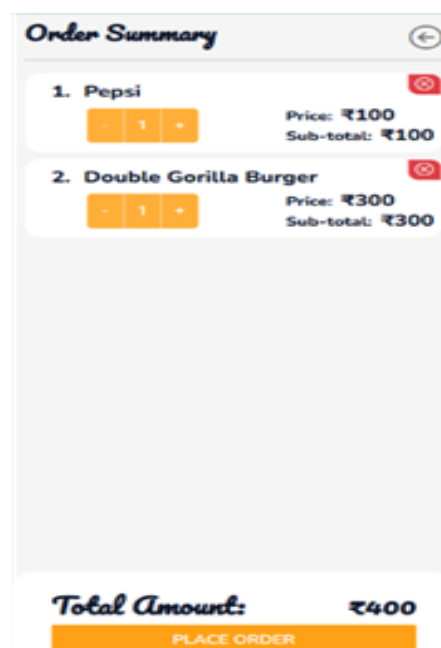 Order Summary
1. Pepsi
- 1 +
Price: ₹100
Sub-total: ₹100
2. Double Gorilla Burger
- 1 +
Price: ₹300
Sub-total: ₹300
Total Amount: ₹400
PLACE ORDER